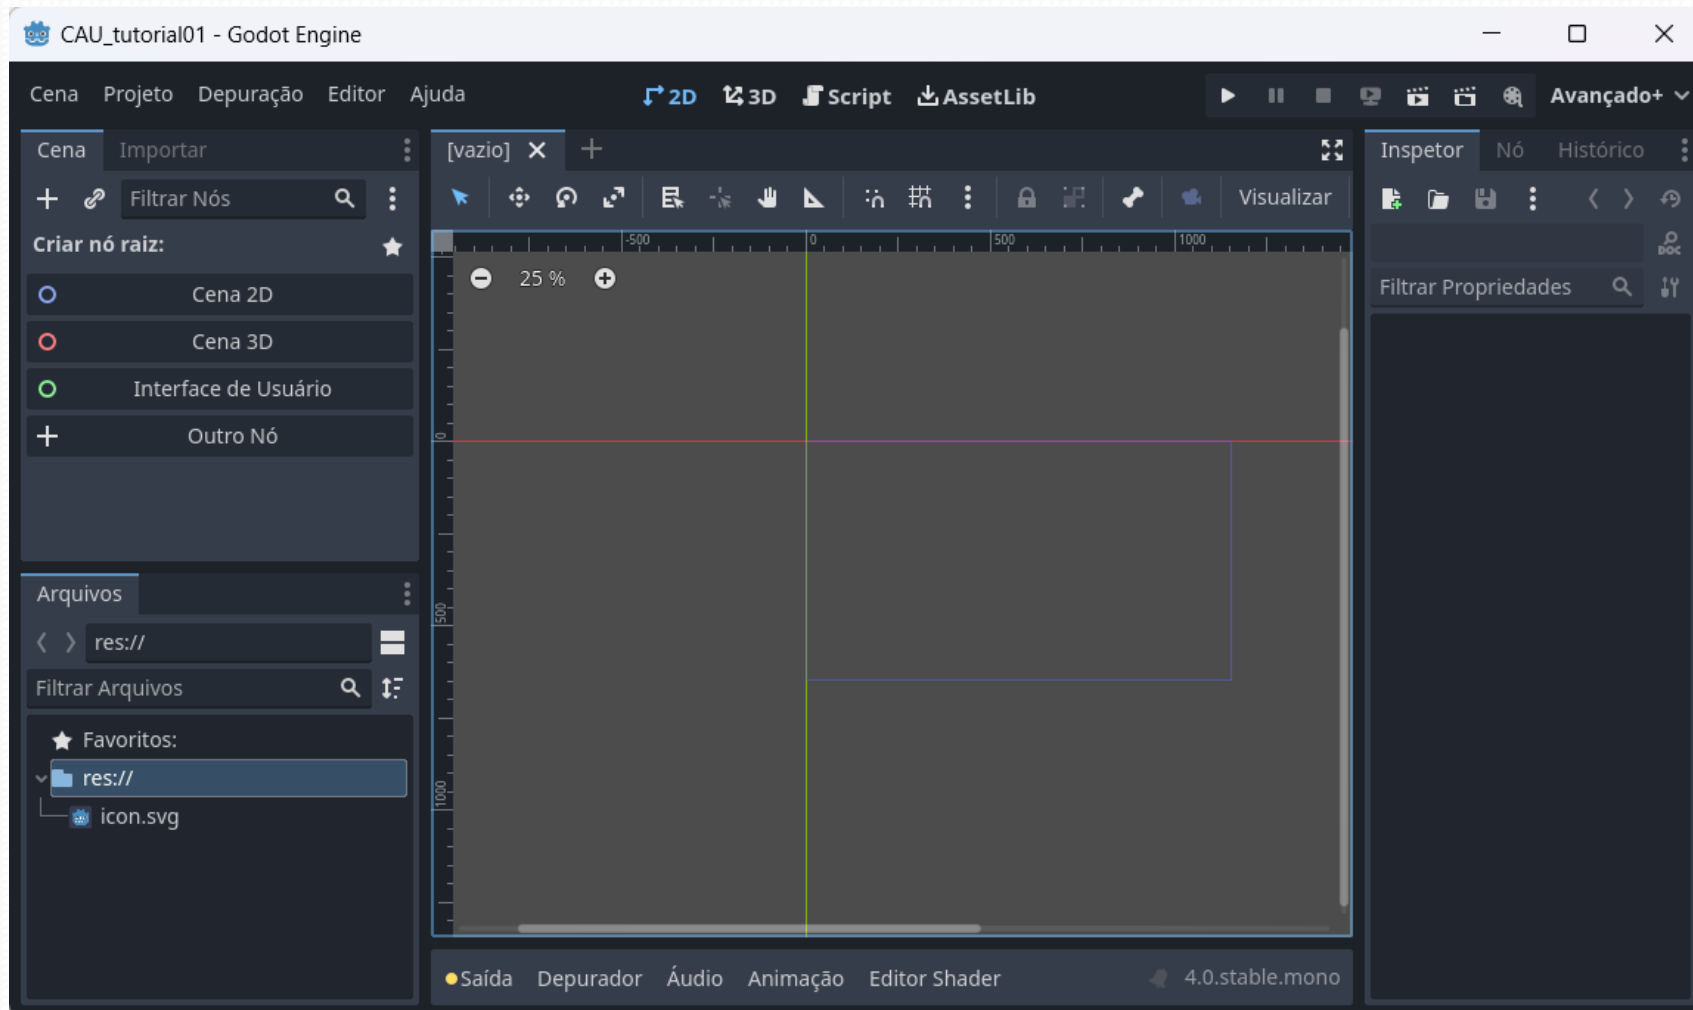 CAU_tutorial01 - Godot Engine
Cena Projeto Depuração Editor Ajuda
2D 3D Script AssetLib
Avançado+
Cena Importar
Filtrar Nós
Criar nó raiz:
Cena 2D
Cena 3D
Interface de Usuário
Outro Nó
Arquivos
res://
Filtrar Arquivos
Favoritos:
res://
icon.svg
[vazio]
Visualizar
-500 0 500 1000
25 %
0
500
1000
Saída Depurador Áudio Animação Editor Shader 4.0.stable.mono
Inspetor Nó Histórico
DOC
Filtrar Propriedades